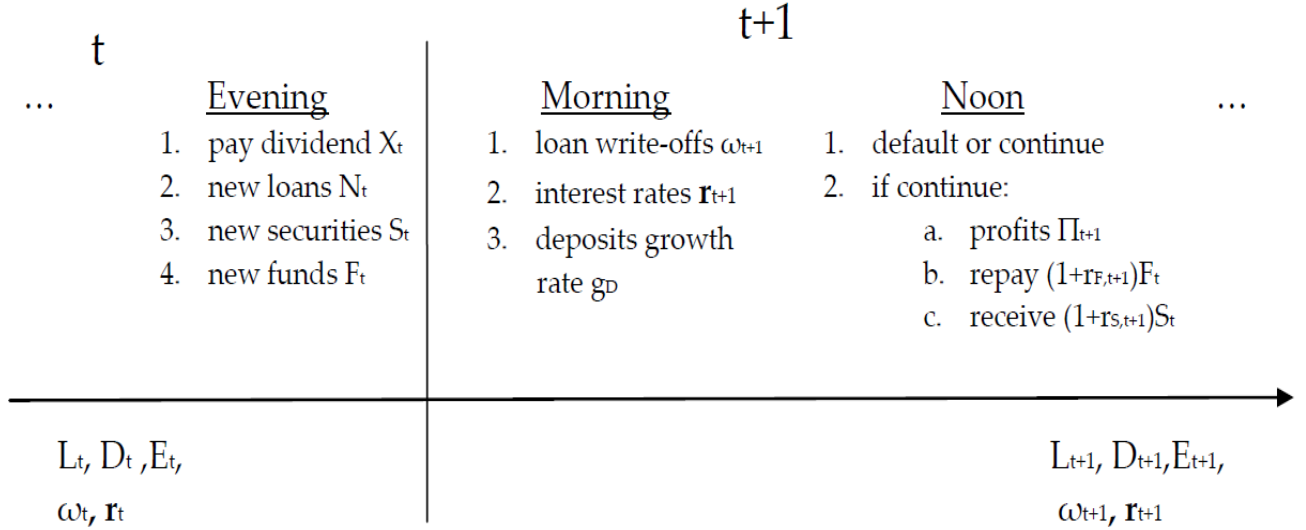 t
t+1
...
Evening
1. pay dividend Xt
2. new loans Nt
3. new securities St
4. new funds Ft
Morning
1. loan write-offs ωt+1
2. interest rates rt+1
3. deposits growth
rate gD
Noon
1. default or continue
2. if continue:
a. profits Πt+1
b. repay (1+rF,t+1)Ft
c. receive (1+rS,t+1)St
...
Lt, Dt ,Et,
ωt, rt
Lt+1, Dt+1,Et+1,
ωt+1, rt+1